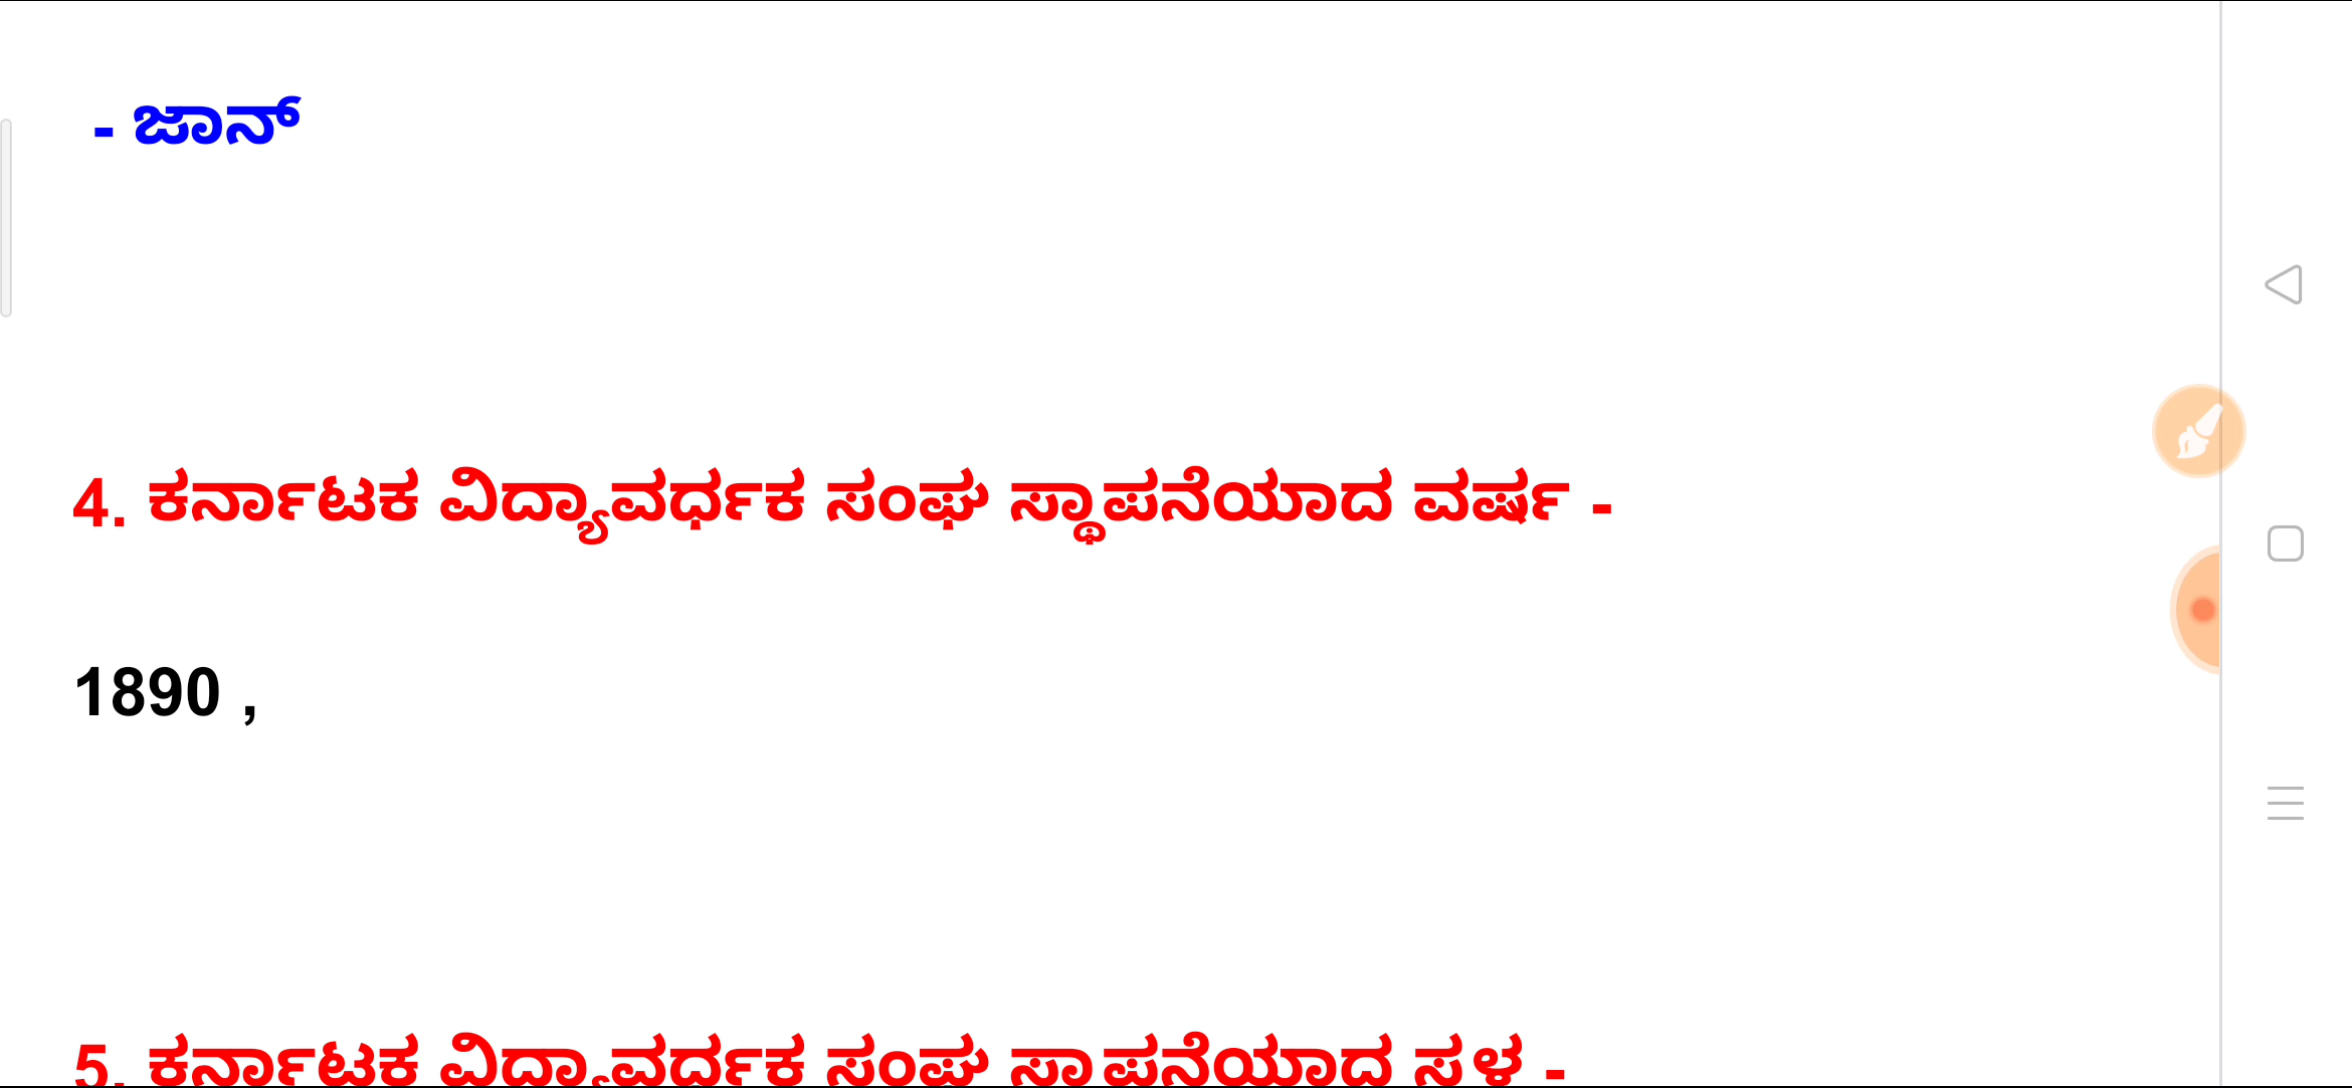 - ಜಾನ್
4. ಕರ್ನಾಟಕ ವಿದ್ಯಾವರ್ಧಕ ಸಂಘ ಸ್ಥಾಪನೆಯಾದ ವರ್ಷ -
1890 ,
5. ಕರ್ನಾಟಕ ವಿದ್ಯಾವರ್ಧಕ ಸಂಘ ಸ್ಥಾಪನೆಯಾದ ಸ್ಥಳ -